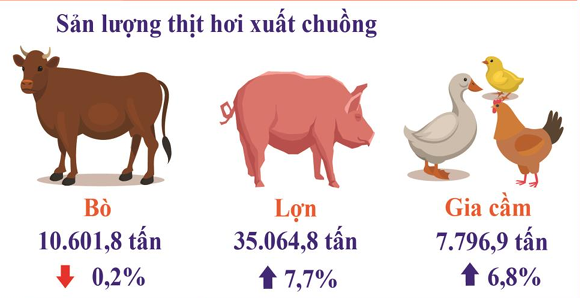 Sản lượng thịt hơi xuất chuồng
Bò Lợn Gia cầm
10.601,8 tấn 35.064,8 tấn 7.796,9 tấn
0,2% 7,7% 6,8%